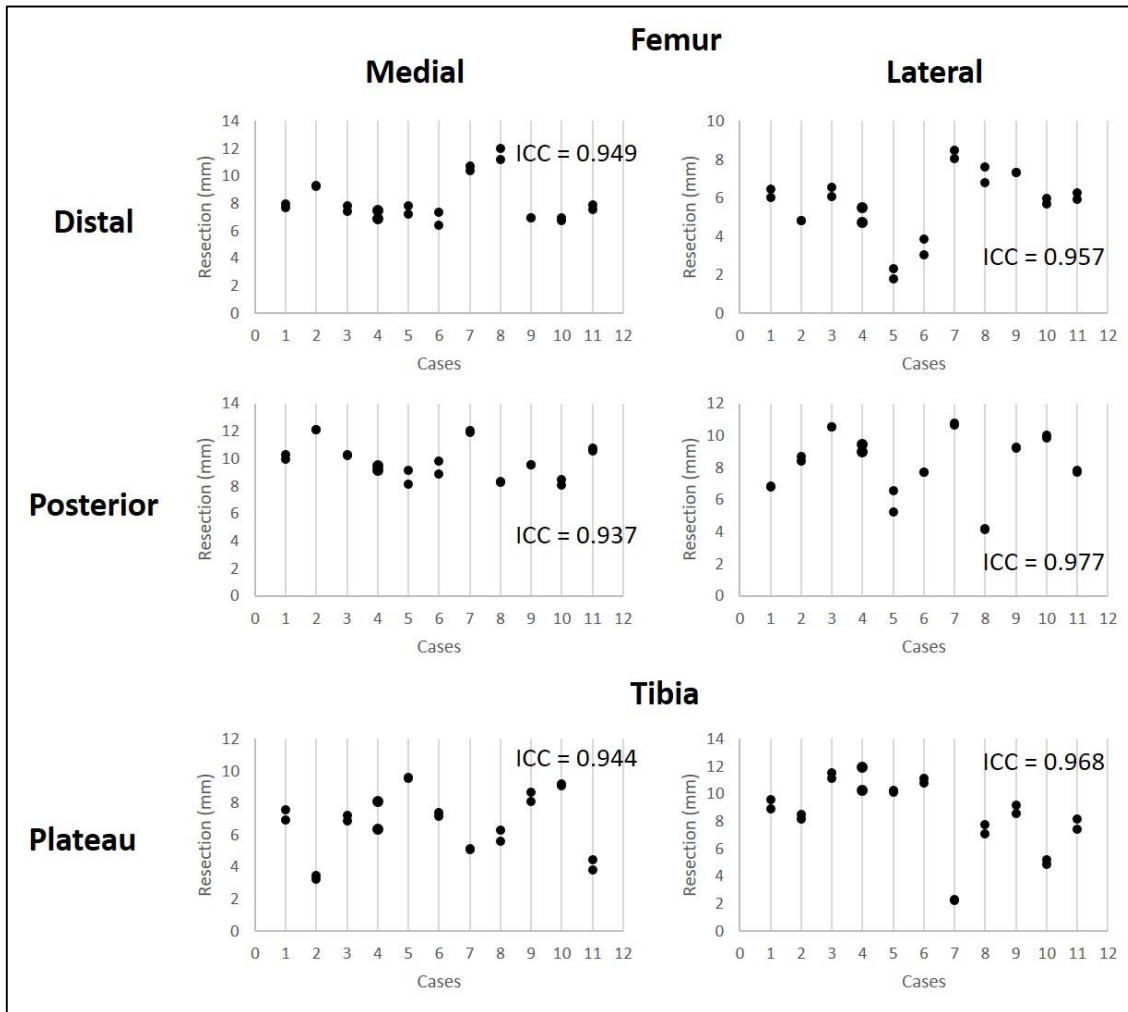 Femur
Medial
Lateral
Distal
Resection (mm)
14
12
10
8
6
4
2
0
ICC = 0.949
0 1 2 3 4 5 6 7 8 9 10 11 12
Cases
Resection (mm)
10
8
6
4
2
0
ICC = 0.957
0 1 2 3 4 5 6 7 8 9 10 11 12
Cases
Posterior
Resection (mm)
14
12
10
8
6
4
2
0
ICC = 0.937
0 1 2 3 4 5 6 7 8 9 10 11 12
Cases
Resection (mm)
12
10
8
6
4
2
0
ICC = 0.977
0 1 2 3 4 5 6 7 8 9 10 11 12
Cases
Tibia
Plateau
Resection (mm)
12
10
8
6
4
2
0
ICC = 0.944
0 1 2 3 4 5 6 7 8 9 10 11 12
Cases
Resection (mm)
14
12
10
8
6
4
2
0
ICC = 0.968
0 1 2 3 4 5 6 7 8 9 10 11 12
Cases